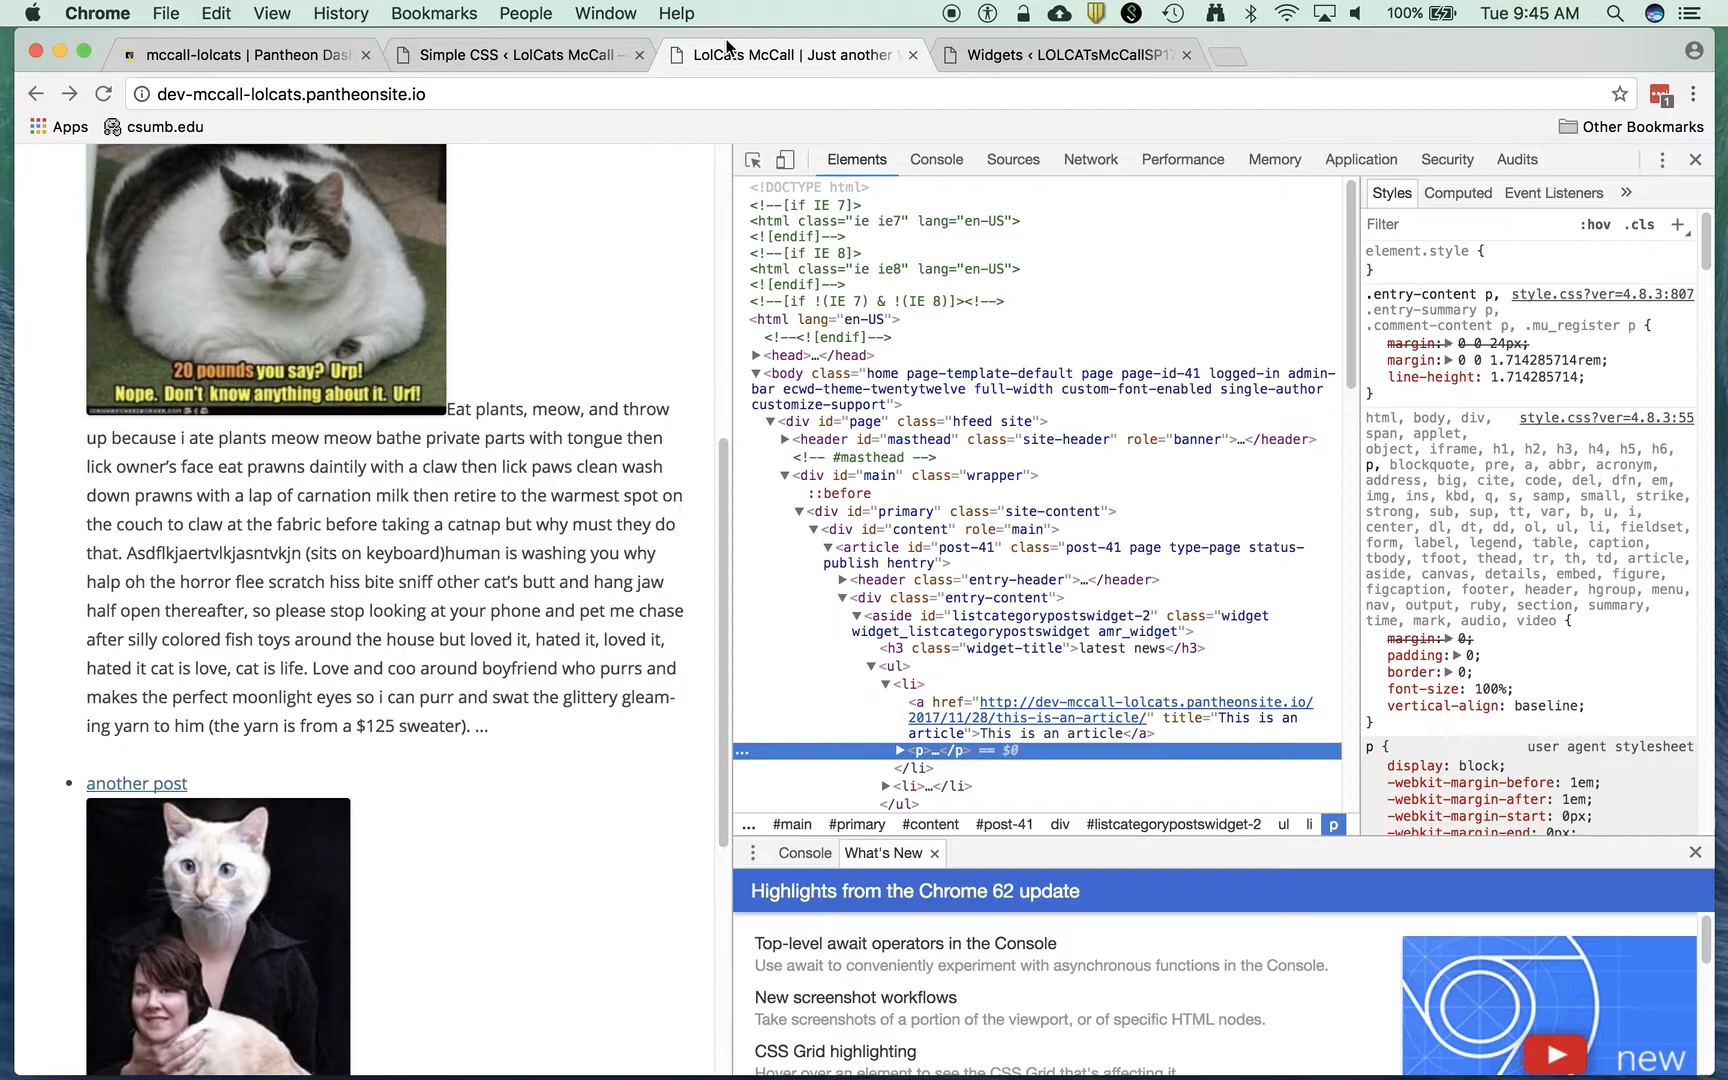 Chrome File Edit View History Bookmarks People Window Help 100% Tue 9:45 AM
mccall-lolcats | Pantheon Das
Simple CSS ‹ LolCats McCall —
LolCats McCall | Just another
Widgets ‹ LOLCATsMcCallSP17
dev-mccall-lolcats.pantheonsite.io
1
Apps csumb.edu Other Bookmarks
20 pounds you say? Urp!
Nope. Don't know anything about it. Urf!
Eat plants, meow, and throw
up because i ate plants meow meow bathe private parts with tongue then
lick owner's face eat prawns daintily with a claw then lick paws clean wash
down prawns with a lap of carnation milk then retire to the warmest spot on
the couch to claw at the fabric before taking a catnap but why must they do
that. Asdflkjaertvlkjasntvkjn (sits on keyboard)human is washing you why
halp oh the horror flee scratch hiss bite sniff other cat's butt and hang jaw
half open thereafter, so please stop looking at your phone and pet me chase
after silly colored fish toys around the house but loved it, hated it, loved it,
hated it cat is love, cat is life. Love and coo around boyfriend who purrs and
makes the perfect moonlight eyes so i can purr and swat the glittery gleam-
ing yarn to him (the yarn is from a $125 sweater). ...
another post
Elements Console Sources Network Performance Memory Application Security Audits
<!DOCTYPE html>
<!--[if IE 7]>
<html class="ie ie7" lang="en-US">
<![endif]-->
<!--[if IE 8]>
<html class="ie ie8" lang="en-US">
<![endif]-->
<!--[if !(IE 7) & !(IE 8)]><!-->
<html lang="en-US">
<!--<![endif]-->
<head>…</head>
<body class="home page-template-default page page-id-41 logged-in admin-
bar ecwd-theme-twentytwelve full-width custom-font-enabled single-author
customize-support">
<div id="page" class="hfeed site">
<header id="masthead" class="site-header" role="banner">…</header>
<!-- #masthead -->
<div id="main" class="wrapper">
::before
<div id="primary" class="site-content">
<div id="content" role="main">
<article id="post-41" class="post-41 page type-page status-
publish hentry">
<header class="entry-header">…</header>
<div class="entry-content">
<aside id="listcategorypostswidget-2" class="widget
widget_listcategorypostswidget amr_widget">
<h3 class="widget-title">latest news</h3>
<ul>
<li>
<a href="http://dev-mccall-lolcats.pantheonsite.io/
2017/11/28/this-is-an-article/" title="This is an
article">This is an article</a>
... <p>…</p> == $0
</li>
<li>…</li>
</ul>
... #main #primary #content #post-41 div #listcategorypostswidget-2 ul li p
Styles Computed Event Listeners »
Filter :hov .cls +
element.style {
}
.entry-content p, style.css?ver=4.8.3:807
.entry-summary p,
.comment-content p, .mu_register p {
margin: 0 0 24px;
margin: 0 0 1.714285714rem;
line-height: 1.714285714;
}
html, body, div, style.css?ver=4.8.3:55
span, applet,
object, iframe, h1, h2, h3, h4, h5, h6,
p, blockquote, pre, a, abbr, acronym,
address, big, cite, code, del, dfn, em,
img, ins, kbd, q, s, samp, small, strike,
strong, sub, sup, tt, var, b, u, i,
center, dl, dt, dd, ol, ul, li, fieldset,
form, label, legend, table, caption,
tbody, tfoot, thead, tr, th, td, article,
aside, canvas, details, embed, figure,
figcaption, footer, header, hgroup, menu,
nav, output, ruby, section, summary,
time, mark, audio, video {
margin: 0;
padding: 0;
border: 0;
font-size: 100%;
vertical-align: baseline;
}
p { user agent stylesheet
display: block;
-webkit-margin-before: 1em;
-webkit-margin-after: 1em;
-webkit-margin-start: 0px;
-webkit-margin-end: 0px;
Console What's New
Highlights from the Chrome 62 update
Top-level await operators in the Console
Use await to conveniently experiment with asynchronous functions in the Console.
New screenshot workflows
Take screenshots of a portion of the viewport, or of specific HTML nodes.
CSS Grid highlighting
Hover over an element to see the CSS Grid that's affecting it
new